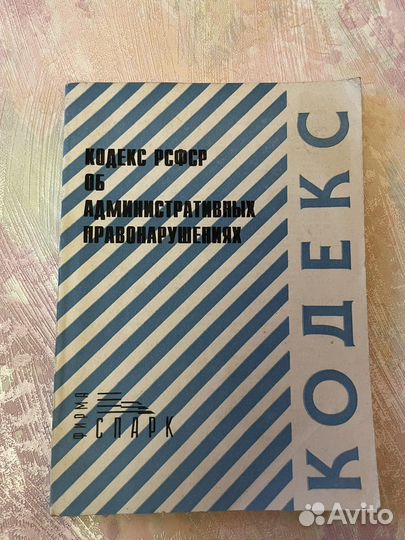 КОДЕКС РСФСР
ОБ
АДМИНИСТРАТИВНЫХ
ПРАВОНАРУШЕНИЯХ
КОДЕКС
ФИРМА
СПАРК
Avito